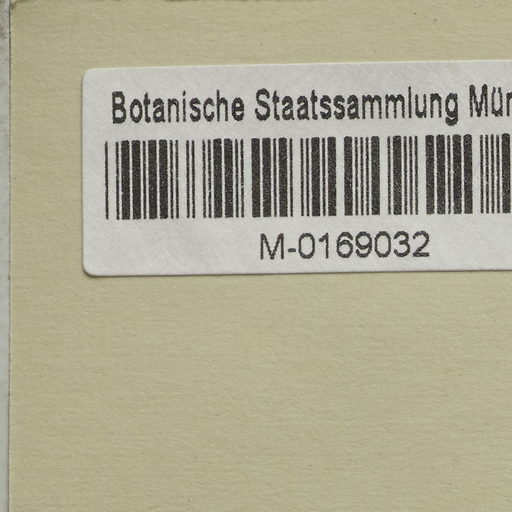 Botanische Staatssammlung Mün
M-0169032